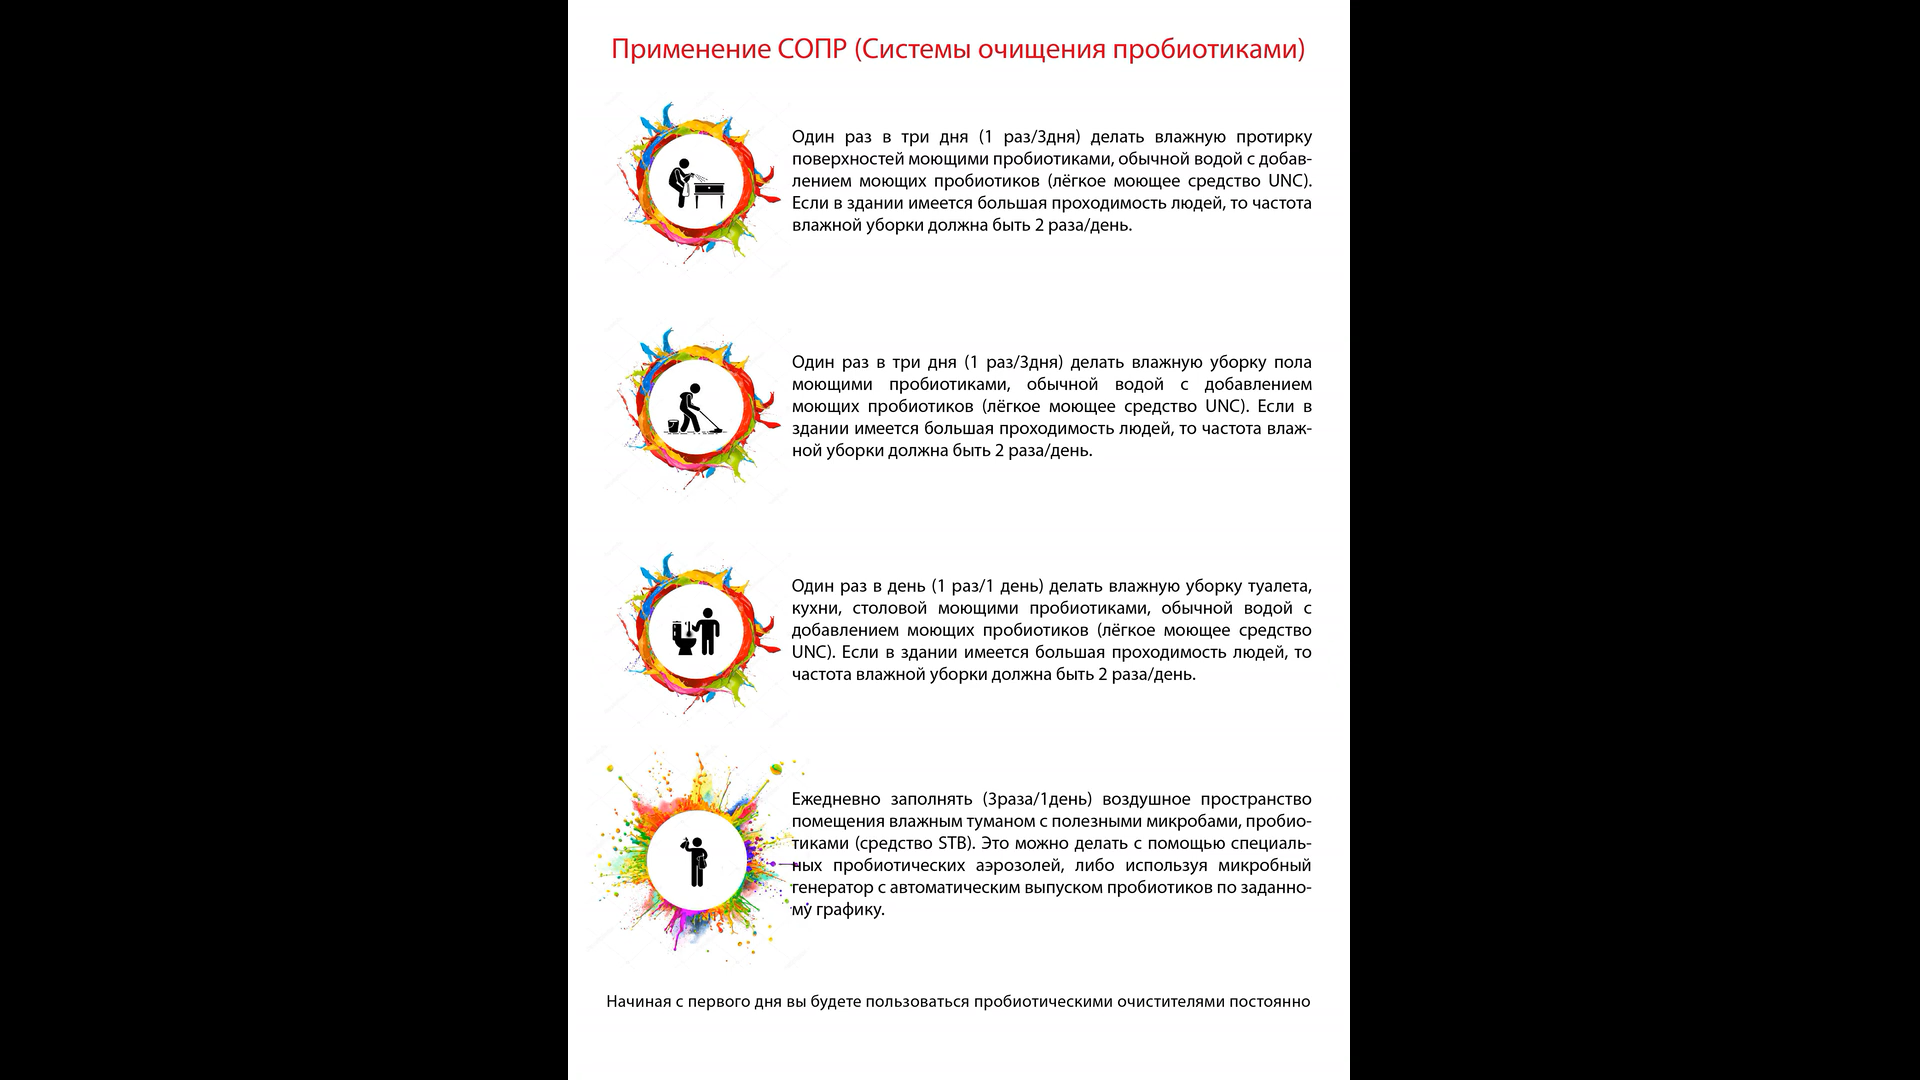 Применение СОПР (Системы очищения пробиотиками)
Один раз в три дня (1 раз/3дня) делать влажную протирку
поверхностей моющими пробиотиками, обычной водой с добав-
лением моющих пробиотиков (лёгкое моющее средство UNC).
Если в здании имеется большая проходимость людей, то частота
влажной уборки должна быть 2 раза/день.
Один раз в три дня (1 раз/3дня) делать влажную уборку пола
моющими пробиотиками, обычной водой с добавлением
моющих пробиотиков (лёгкое моющее средство UNC). Если в
здании имеется большая проходимость людей, то частота влаж-
ной уборки должна быть 2 раза/день.
Один раз в день (1 раз/1 день) делать влажную уборку туалета,
кухни, столовой моющими пробиотиками, обычной водой с
добавлением моющих пробиотиков (лёгкое моющее средство
UNC). Если в здании имеется большая проходимость людей, то
частота влажной уборки должна быть 2 раза/день.
Ежедневно заполнять (3раза/1день) воздушное пространство
помещения влажным туманом с полезными микробами, пробио-
тиками (средство STB). Это можно делать с помощью специаль-
ных пробиотических аэрозолей, либо используя микробный
генератор с автоматическим выпуском пробиотиков по заданно-
му графику.
Начиная с первого дня вы будете пользоваться пробиотическими очистителями постоянно